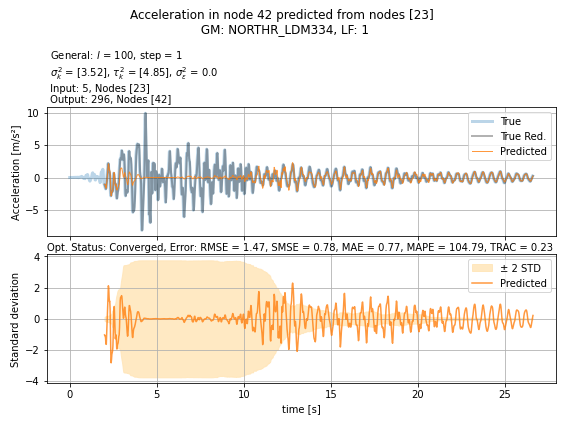 Acceleration in node 42 predicted from nodes [23]
GM: NORTHR_LDM334, LF: 1
General: l = 100, step = 1
σ²ₖ = [3.52], τ²ₖ = [4.85], σ²ε = 0.0
Input: 5, Nodes [23]
Output: 296, Nodes [42]
Acceleration [m/s²]
10
5
0
−5
True
True Red.
Predicted
Opt. Status: Converged, Error: RMSE = 1.47, SMSE = 0.78, MAE = 0.77, MAPE = 104.79, TRAC = 0.23
Standard deviation
4
2
0
−2
−4
± 2 STD
Predicted
0 5 10 15 20 25
time [s]